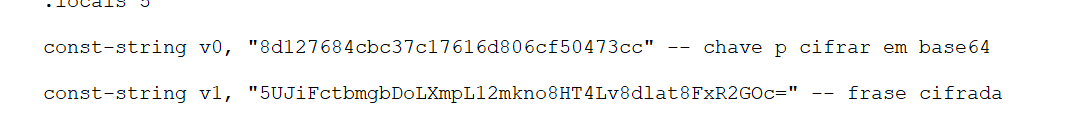 .locals 5
const-string v0, "8d127684cbc37c17616d806cf50473cc" -- chave p cifrar em base64
const-string v1, "5UJiFctbmgbDoLXmpL12mkno8HT4Lv8dlat8FxR2GOc=" -- frase cifrada